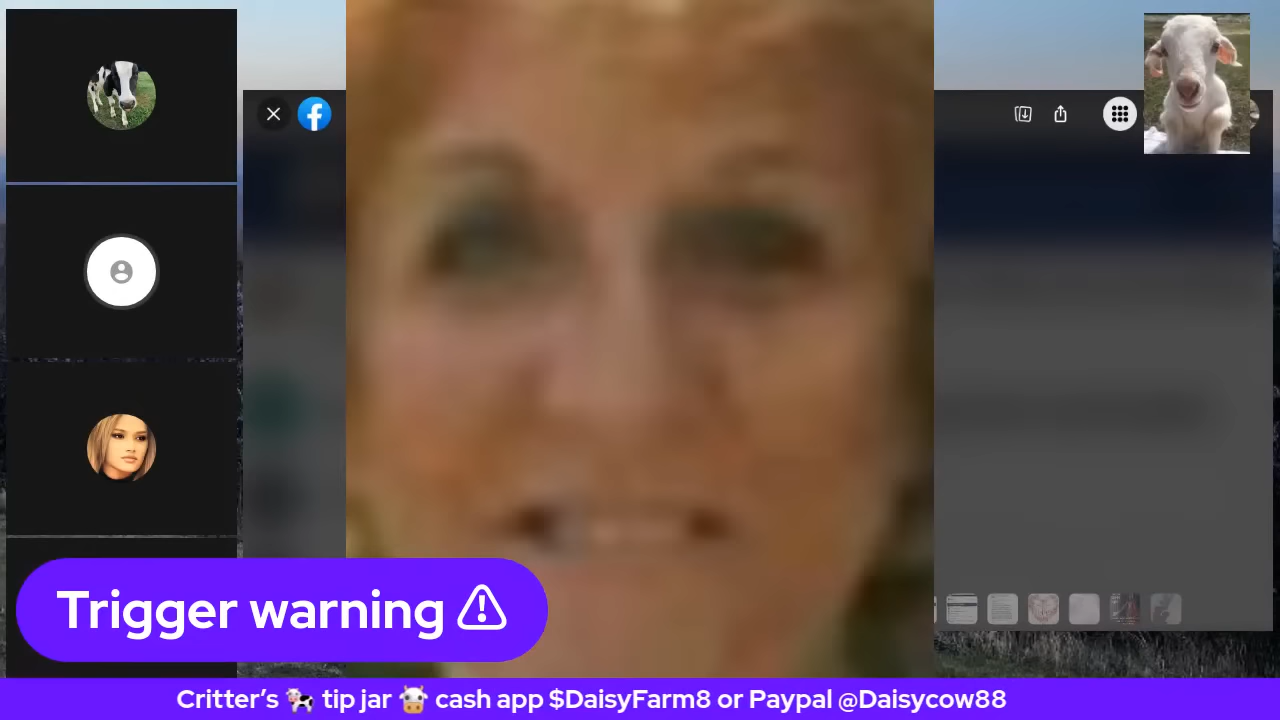 Trigger warning
Critter's 🐄 tip jar 🐮 cash app $DaisyFarm8 or Paypal @Daisycow88